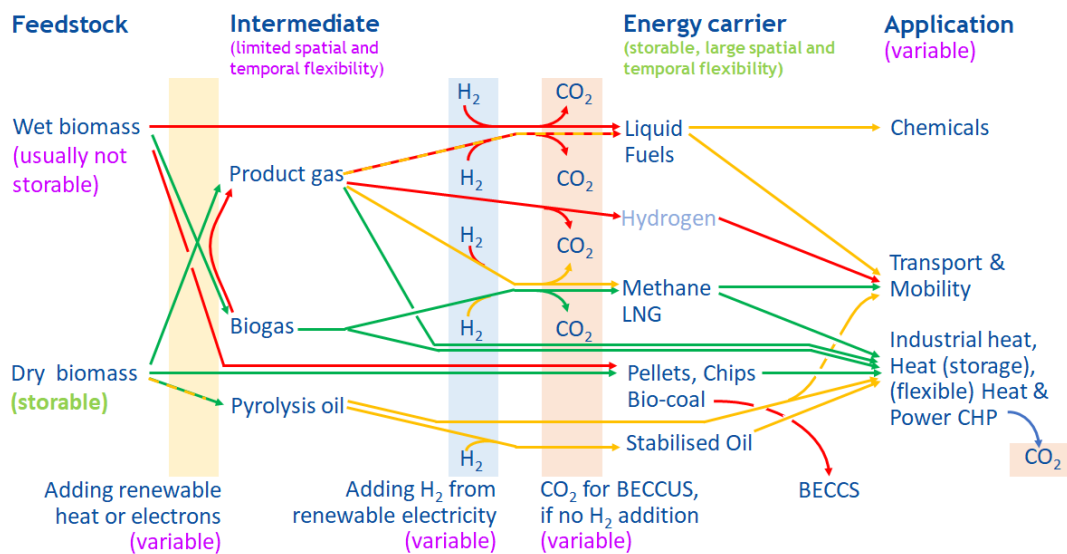 Feedstock
Intermediate
(limited spatial and
temporal flexibility)
Energy carrier
(storable, large spatial and
temporal flexibility)
Application
(variable)
H2
CO2
Wet biomass
(usually not
storable)
Liquid
Fuels
Chemicals
Product gas
H2
CO2
Hydrogen
H2
CO2
Transport &
Mobility
Methane
LNG
Biogas
H2
CO2
Industrial heat,
Heat (storage),
(flexible) Heat &
Power CHP
Dry biomass
(storable)
Pellets, Chips
Bio-coal
Pyrolysis oil
Stabilised Oil
H2
CO2
BECCS
Adding renewable
heat or electrons
(variable)
Adding H2 from
renewable electricity
(variable)
CO2 for BECCUS,
if no H2 addition
(variable)